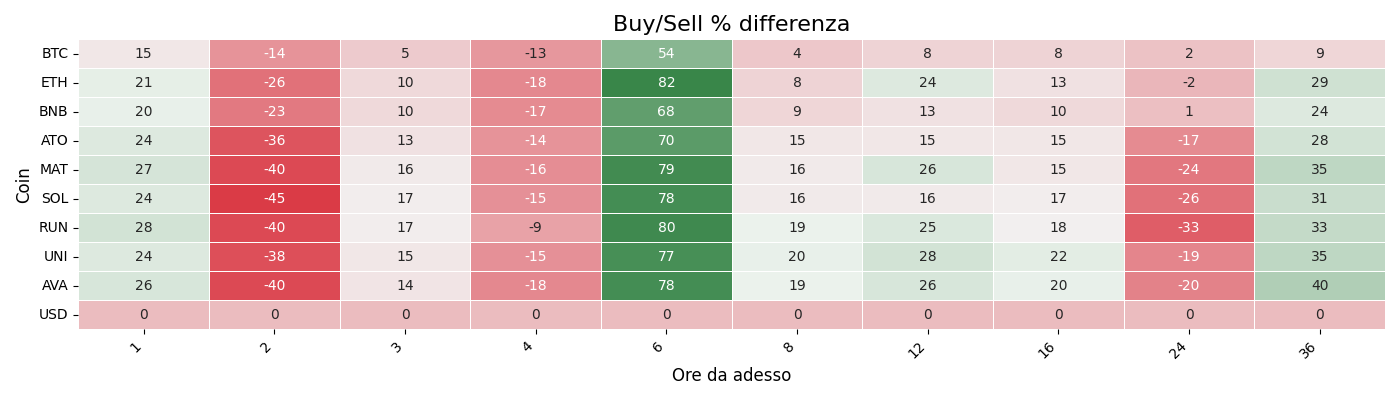 Buy/Sell % differenza
Coin
BTC 15 -14 5 -13 54 4 8 8 2 9
ETH 21 -26 10 -18 82 8 24 13 -2 29
BNB 20 -23 10 -17 68 9 13 10 1 24
ATO 24 -36 13 -14 70 15 15 15 -17 28
MAT 27 -40 16 -16 79 16 26 15 -24 35
SOL 24 -45 17 -15 78 16 16 17 -26 31
RUN 28 -40 17 -9 80 19 25 18 -33 33
UNI 24 -38 15 -15 77 20 28 22 -19 35
AVA 26 -40 14 -18 78 19 26 20 -20 40
USD 0 0 0 0 0 0 0 0 0 0
1 2 3 4 6 8 12 16 24 36
Ore da adesso